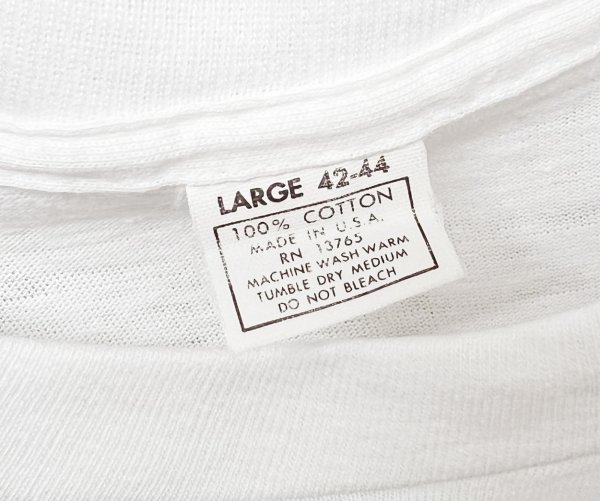 LARGE 42-44
100% COTTON
MADE IN U.S.A.
RN 13765
MACHINE WASH WARM
TUMBLE DRY MEDIUM
DO NOT BLEACH